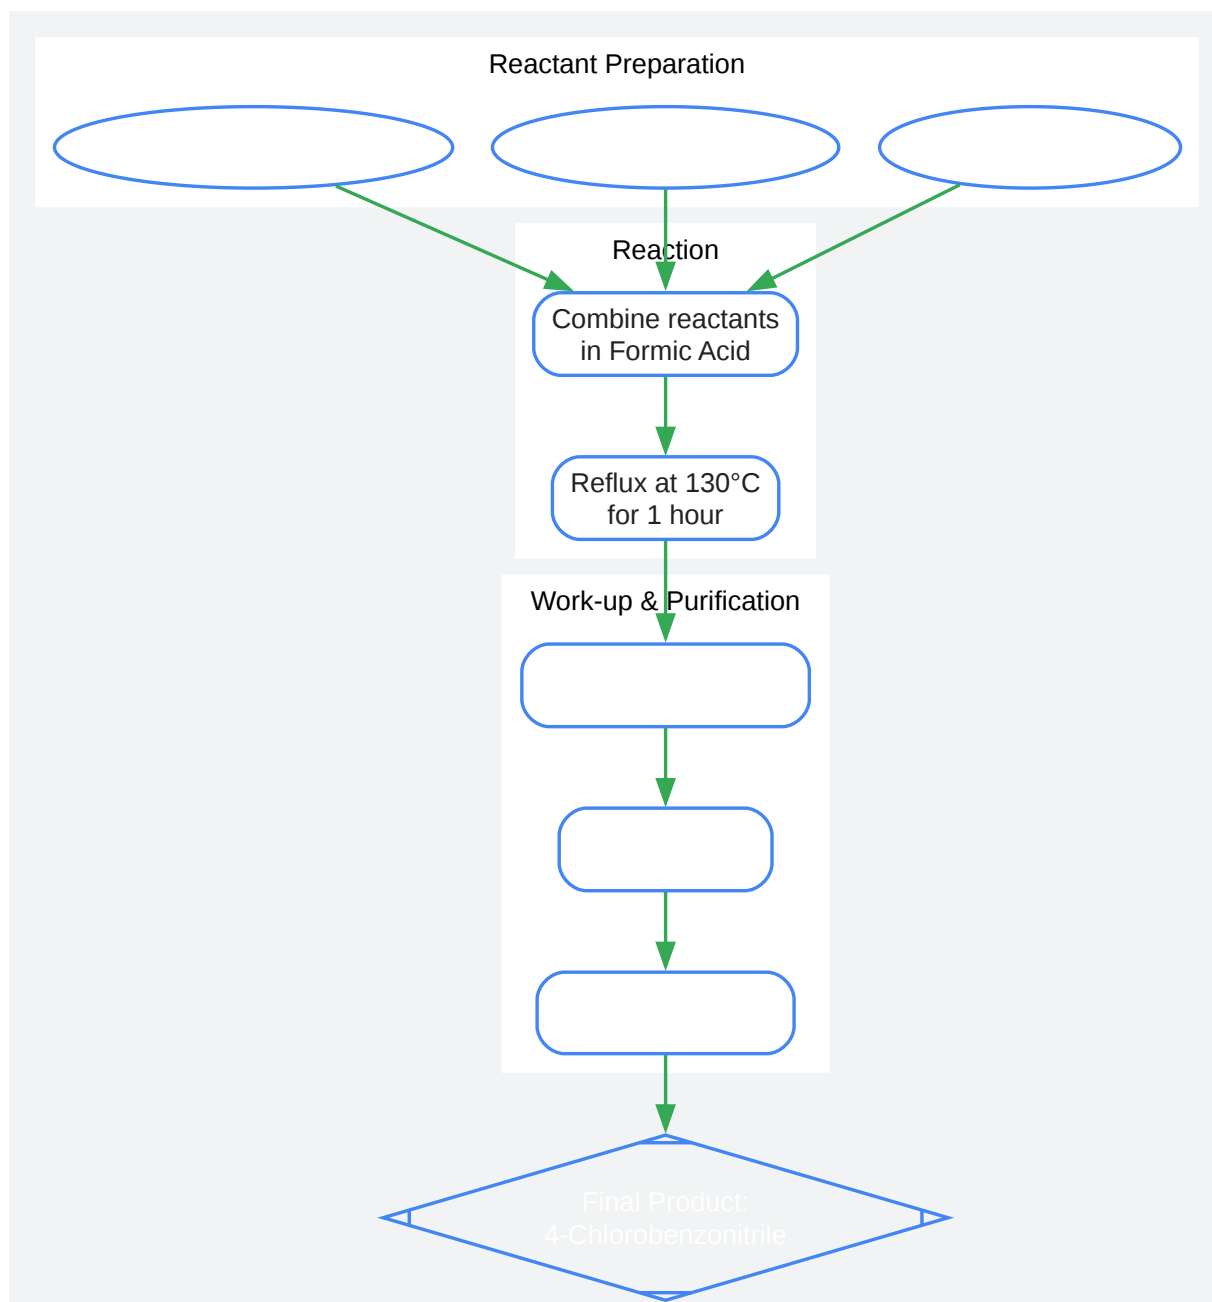 Reactant Preparation
Reaction
Combine reactants
in Formic Acid
Reflux at 130°C
for 1 hour
Work-up & Purification
Final Product:
4-Chlorobenzonitrile